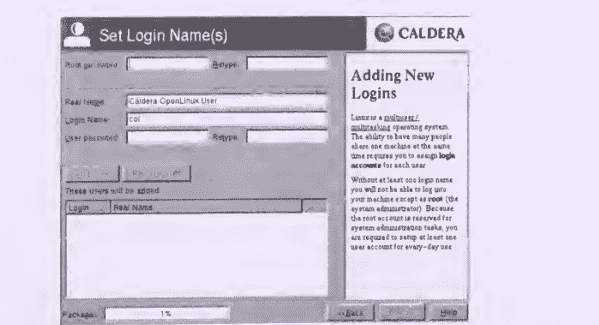 Set Login Name(s)
CALDERA
Root password
Retype
Real Name
Caldera OpenLinux User
Login Name
col
User password
Retype
These users will be added
Login
Real Name
Packages
1%
<<Back
Help
Adding New
Logins
Linux is a multiuser/
multitasking operating system.
The ability to have many people
share one machine at the same
time requires you to assign login
accounts for each user
Without at least one login name
you will not be able to log into
your machine except as root (the
system administrator) Because
the root account is reserved for
system administration tasks, you
are required to setup at least one
user account for every-day use